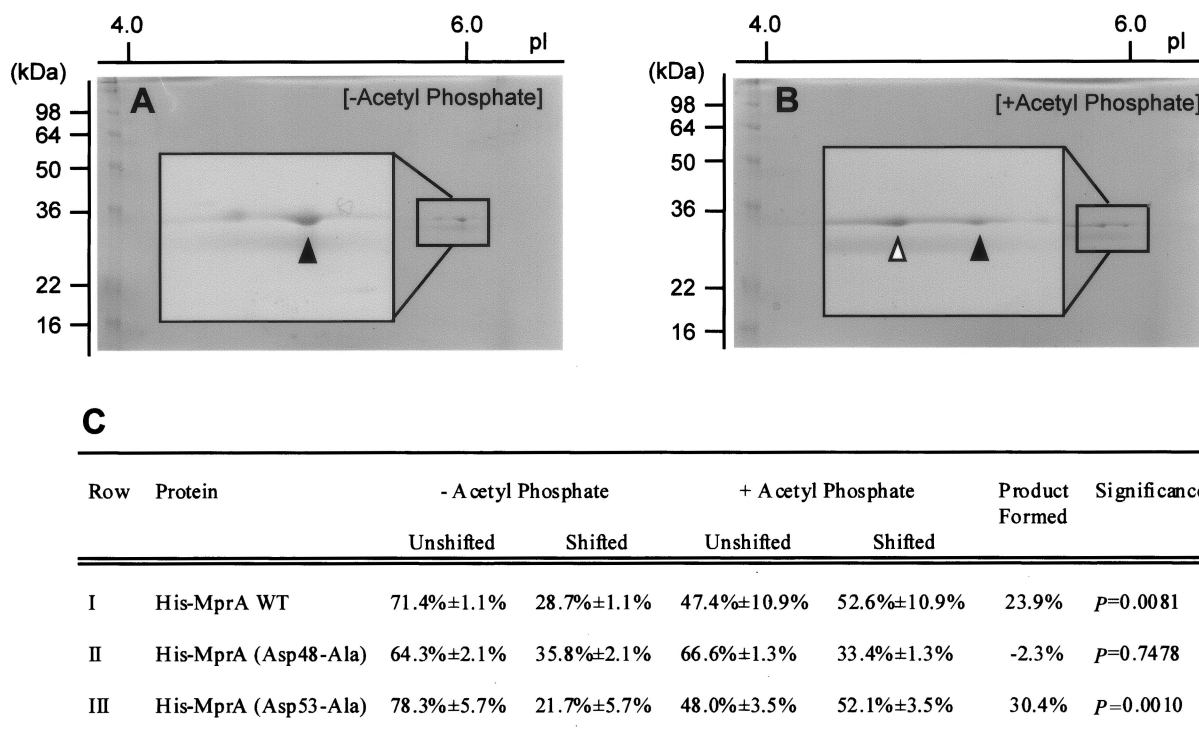 4.0 6.0
pI
(kDa)
A [-Acetyl Phosphate]
98
64
50
36
22
16
4.0 6.0
pI
(kDa)
B [+Acetyl Phosphate]
98
64
50
36
22
16
C
Row Protein - Acetyl Phosphate + Acetyl Phosphate Product Significance
Formed
Unshifted Shifted Unshifted Shifted
I His-MprA WT 71.4%±1.1% 28.7%±1.1% 47.4%±10.9% 52.6%±10.9% 23.9% P=0.0081
II His-MprA (Asp48-Ala) 64.3%±2.1% 35.8%±2.1% 66.6%±1.3% 33.4%±1.3% -2.3% P=0.7478
III His-MprA (Asp53-Ala) 78.3%±5.7% 21.7%±5.7% 48.0%±3.5% 52.1%±3.5% 30.4% P=0.0010